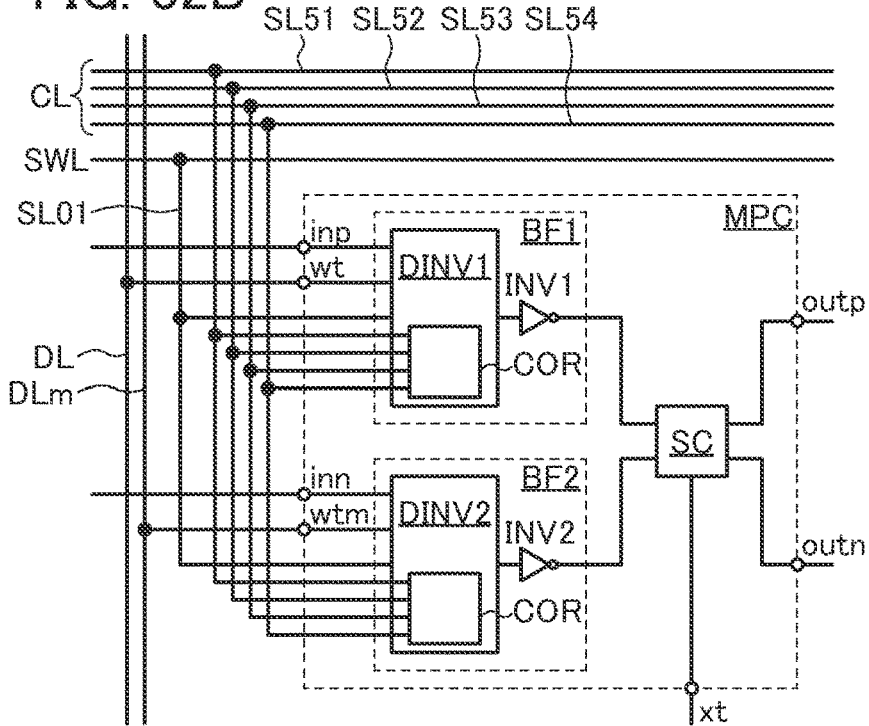 SL51 SL52 SL53 SL54
CL
SWL
SL01
MPC
inp
BF1
DINV1
wt
INV1
outp
COR
DL
DLm
SC
inn
BF2
DINV2
wtm
INV2
outn
COR
xt